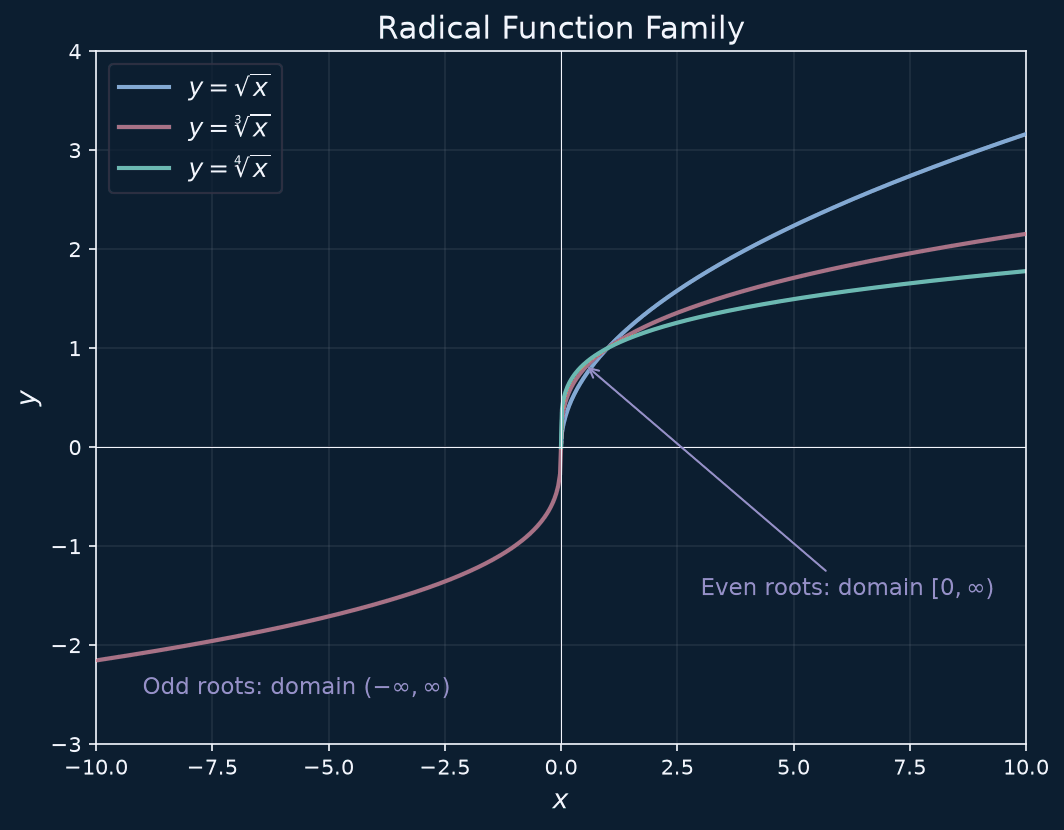 Radical Function Family
4
y = √x
y = ∛x
y = ∜x
3
2
1
y
0
−1
Even roots: domain [0, ∞)
−2
Odd roots: domain (−∞, ∞)
−3
−10.0 −7.5 −5.0 −2.5 0.0 2.5 5.0 7.5 10.0
x